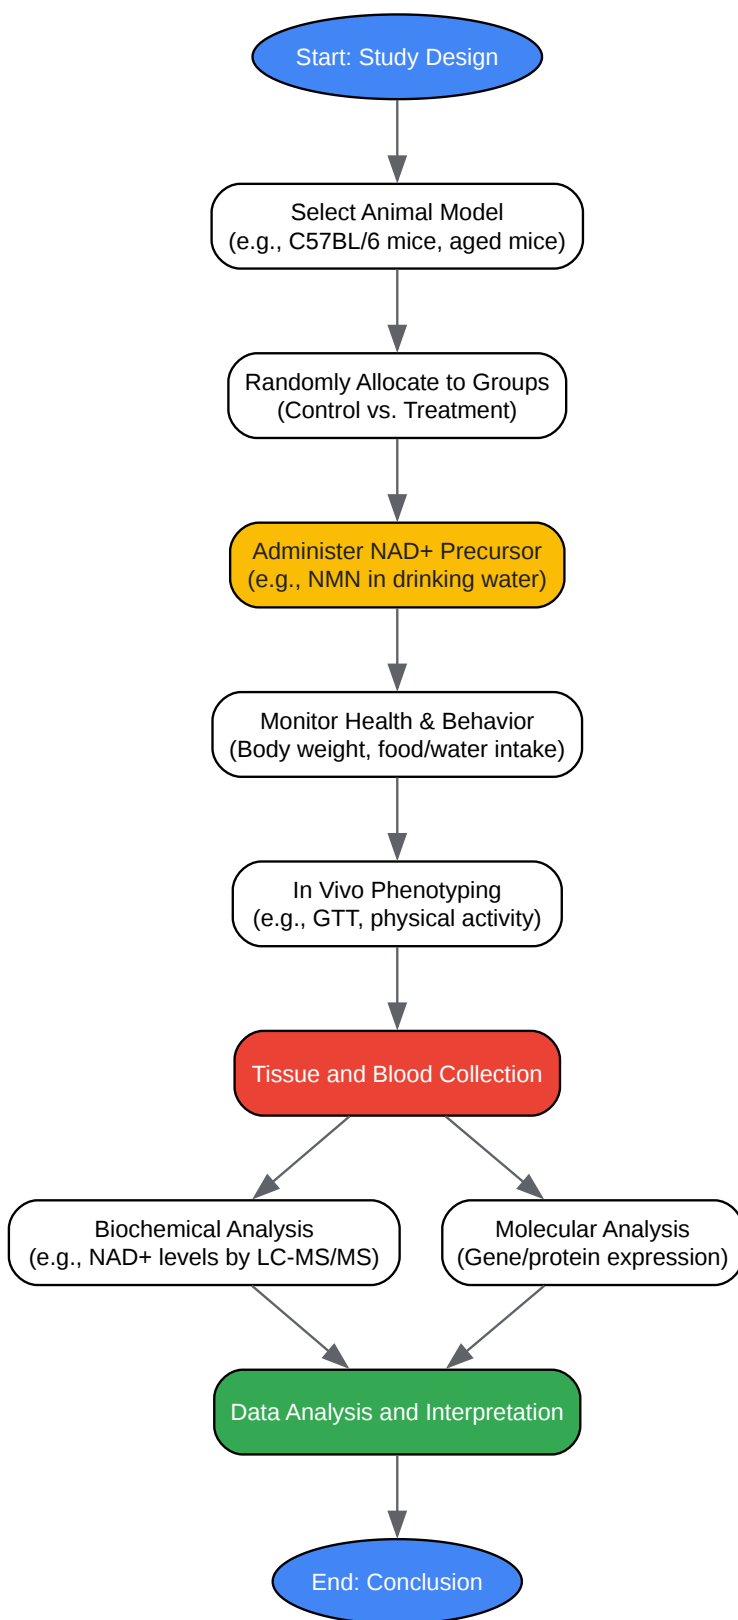 Start: Study Design
Select Animal Model
(e.g., C57BL/6 mice, aged mice)
Randomly Allocate to Groups
(Control vs. Treatment)
Administer NAD+ Precursor
(e.g., NMN in drinking water)
Monitor Health & Behavior
(Body weight, food/water intake)
In Vivo Phenotyping
(e.g., GTT, physical activity)
Tissue and Blood Collection
Biochemical Analysis
(e.g., NAD+ levels by LC-MS/MS)
Molecular Analysis
(Gene/protein expression)
Data Analysis and Interpretation
End: Conclusion